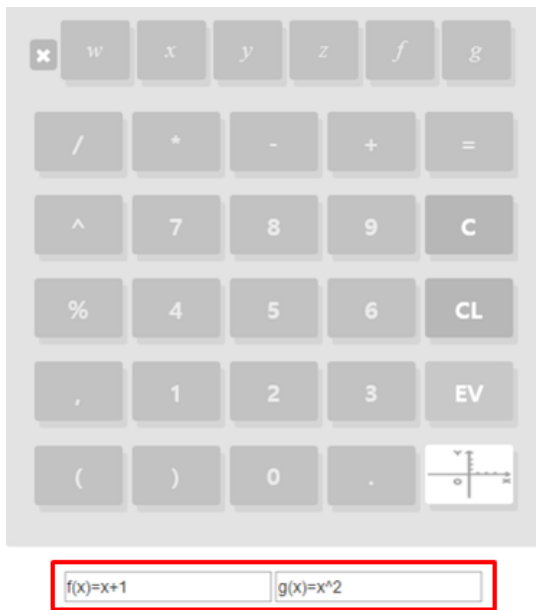 w x y z f g
/ * - + =
^ 7 8 9 C
% 4 5 6 CL
, 1 2 3 EV
( ) 0 . Y O X
f(x)=x+1 g(x)=x^2